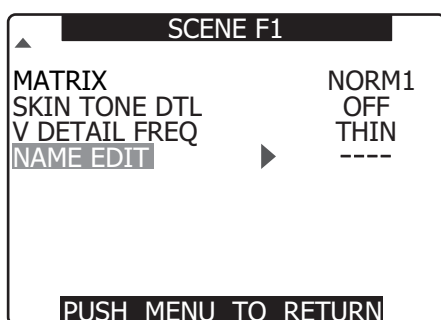 SCENE F1
MATRIX NORM1
SKIN TONE DTL OFF
V DETAIL FREQ THIN
NAME EDIT ----
PUSH MENU TO RETURN